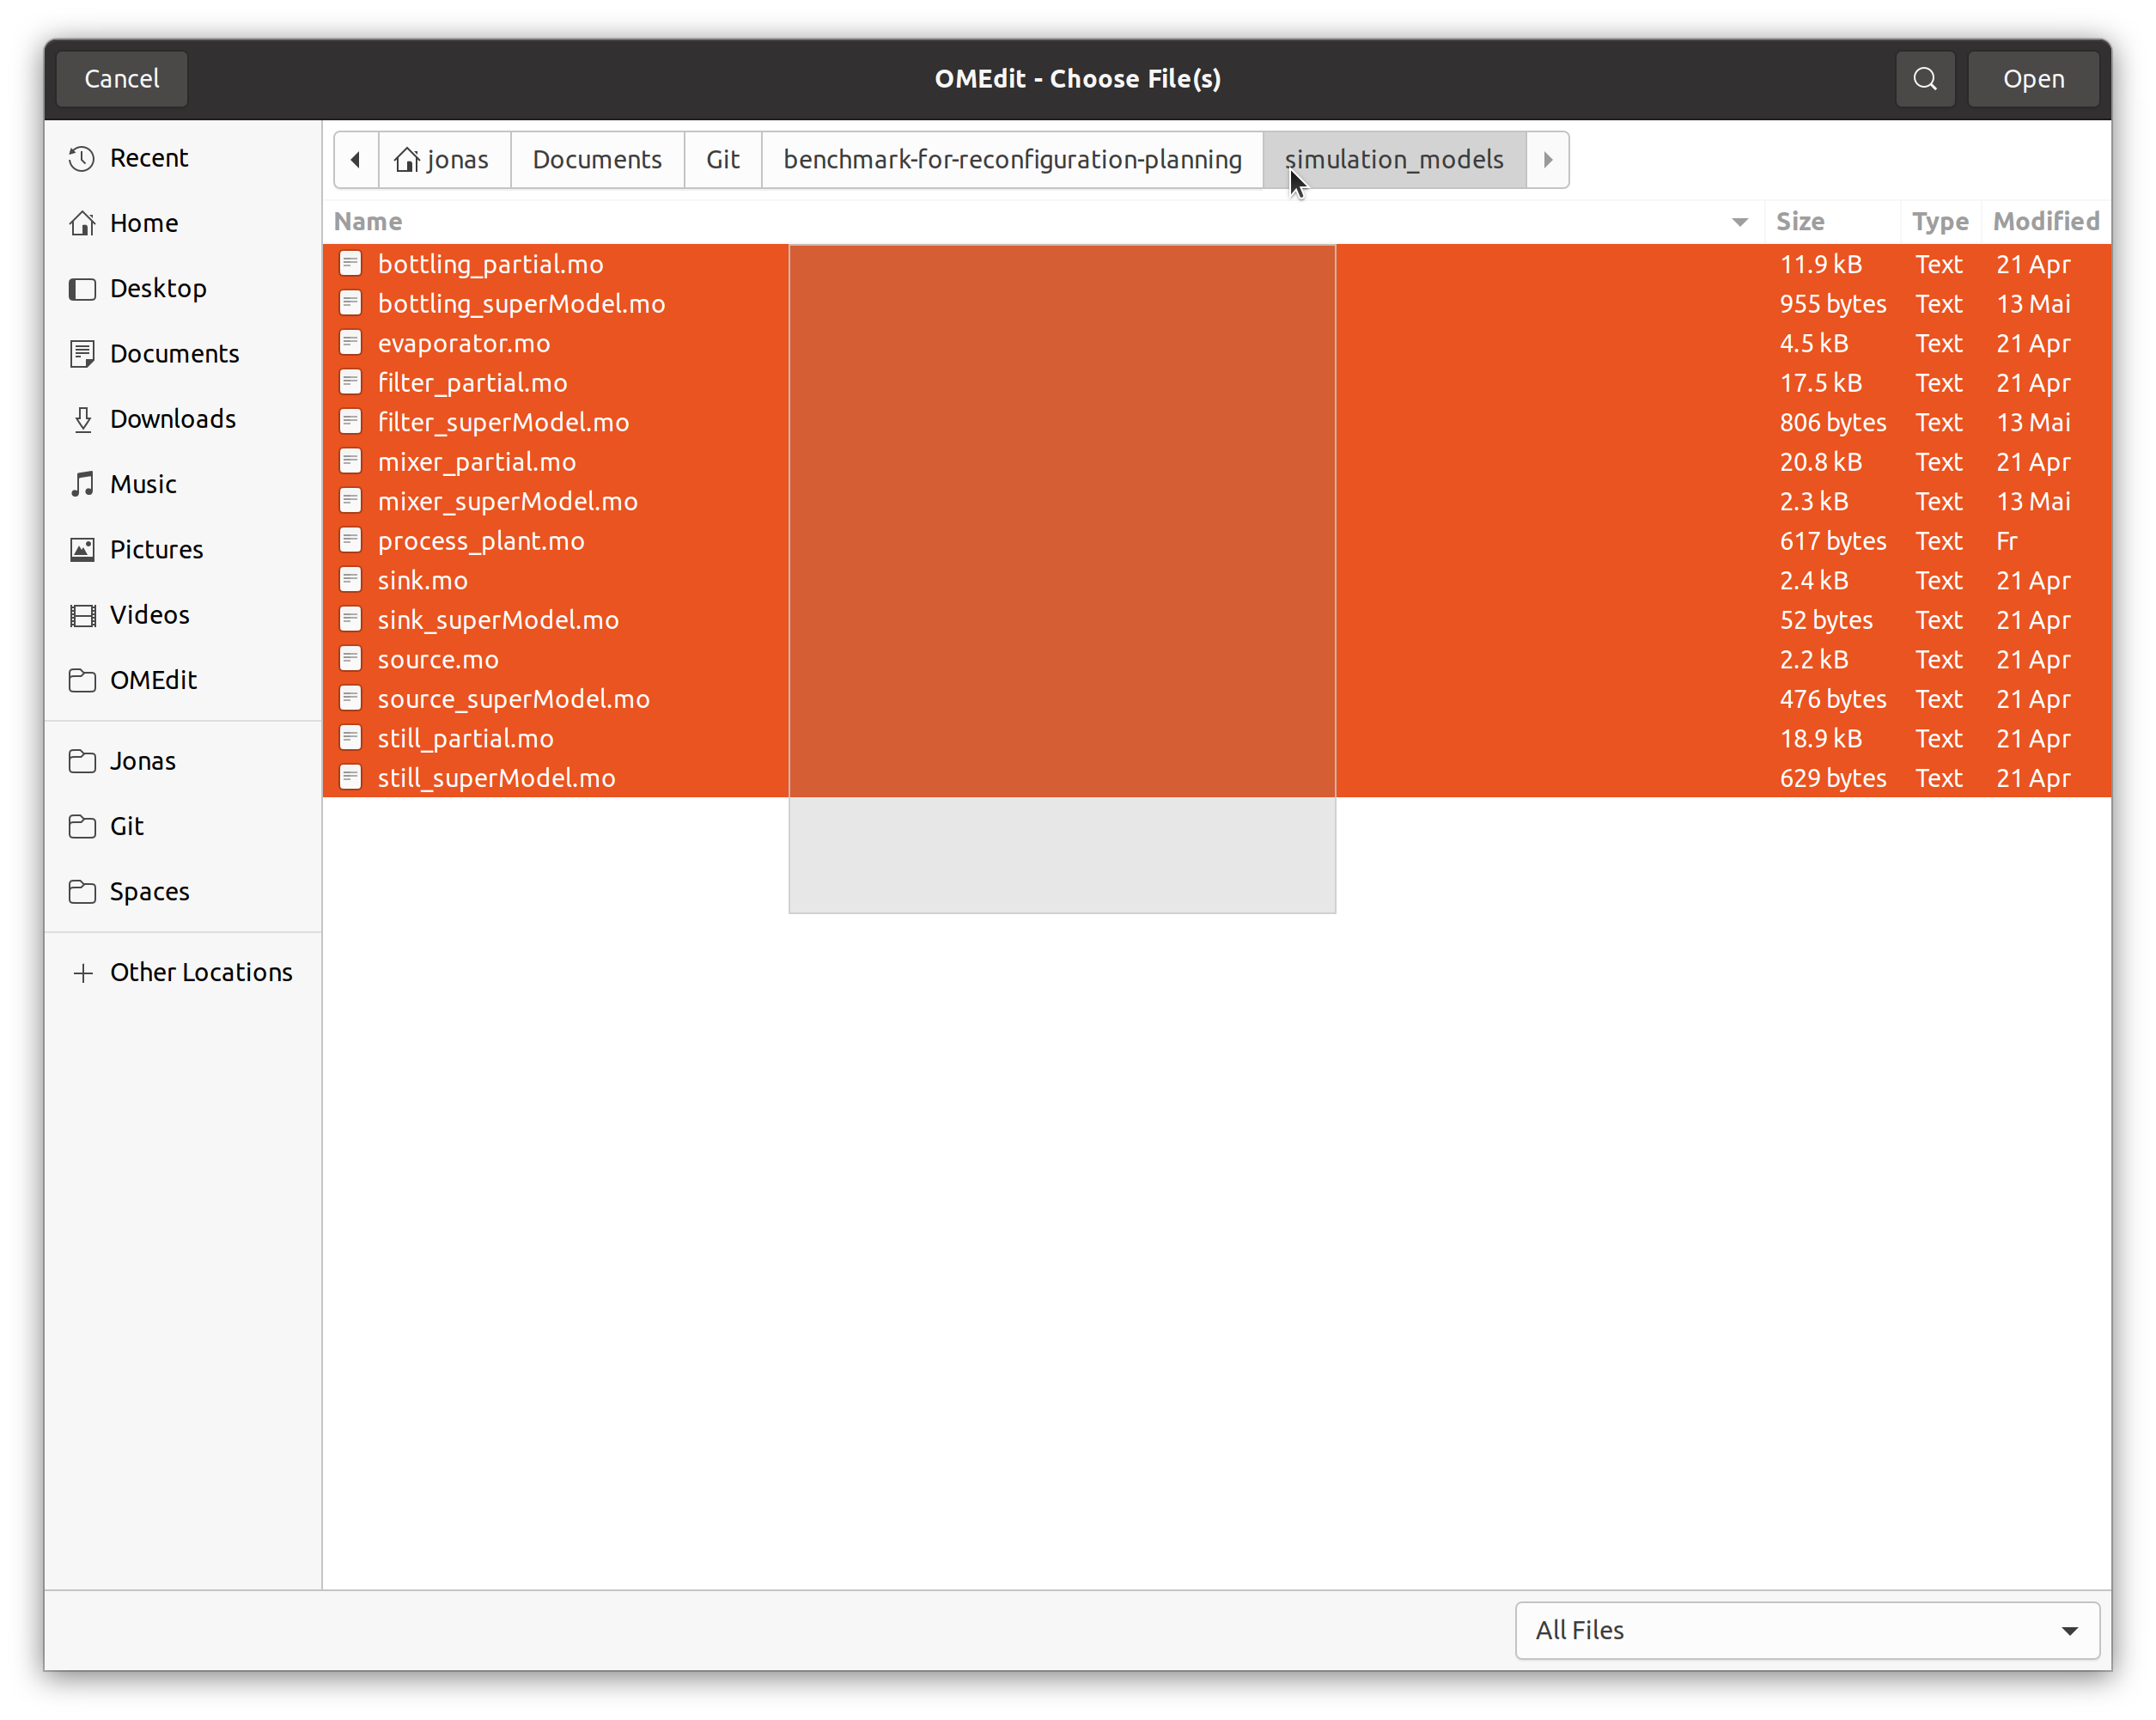 Cancel OMEdit - Choose File(s) Open
Recent
Home
Desktop
Documents
Downloads
Music
Pictures
Videos
OMEdit
Jonas
Git
Spaces
Other Locations
jonas Documents Git benchmark-for-reconfiguration-planning simulation_models
Name Size Type Modified
bottling_partial.mo 11.9 kB Text 21 Apr
bottling_superModel.mo 955 bytes Text 13 Mai
evaporator.mo 4.5 kB Text 21 Apr
filter_partial.mo 17.5 kB Text 21 Apr
filter_superModel.mo 806 bytes Text 13 Mai
mixer_partial.mo 20.8 kB Text 21 Apr
mixer_superModel.mo 2.3 kB Text 13 Mai
process_plant.mo 617 bytes Text Fr
sink.mo 2.4 kB Text 21 Apr
sink_superModel.mo 52 bytes Text 21 Apr
source.mo 2.2 kB Text 21 Apr
source_superModel.mo 476 bytes Text 21 Apr
still_partial.mo 18.9 kB Text 21 Apr
still_superModel.mo 629 bytes Text 21 Apr
All Files